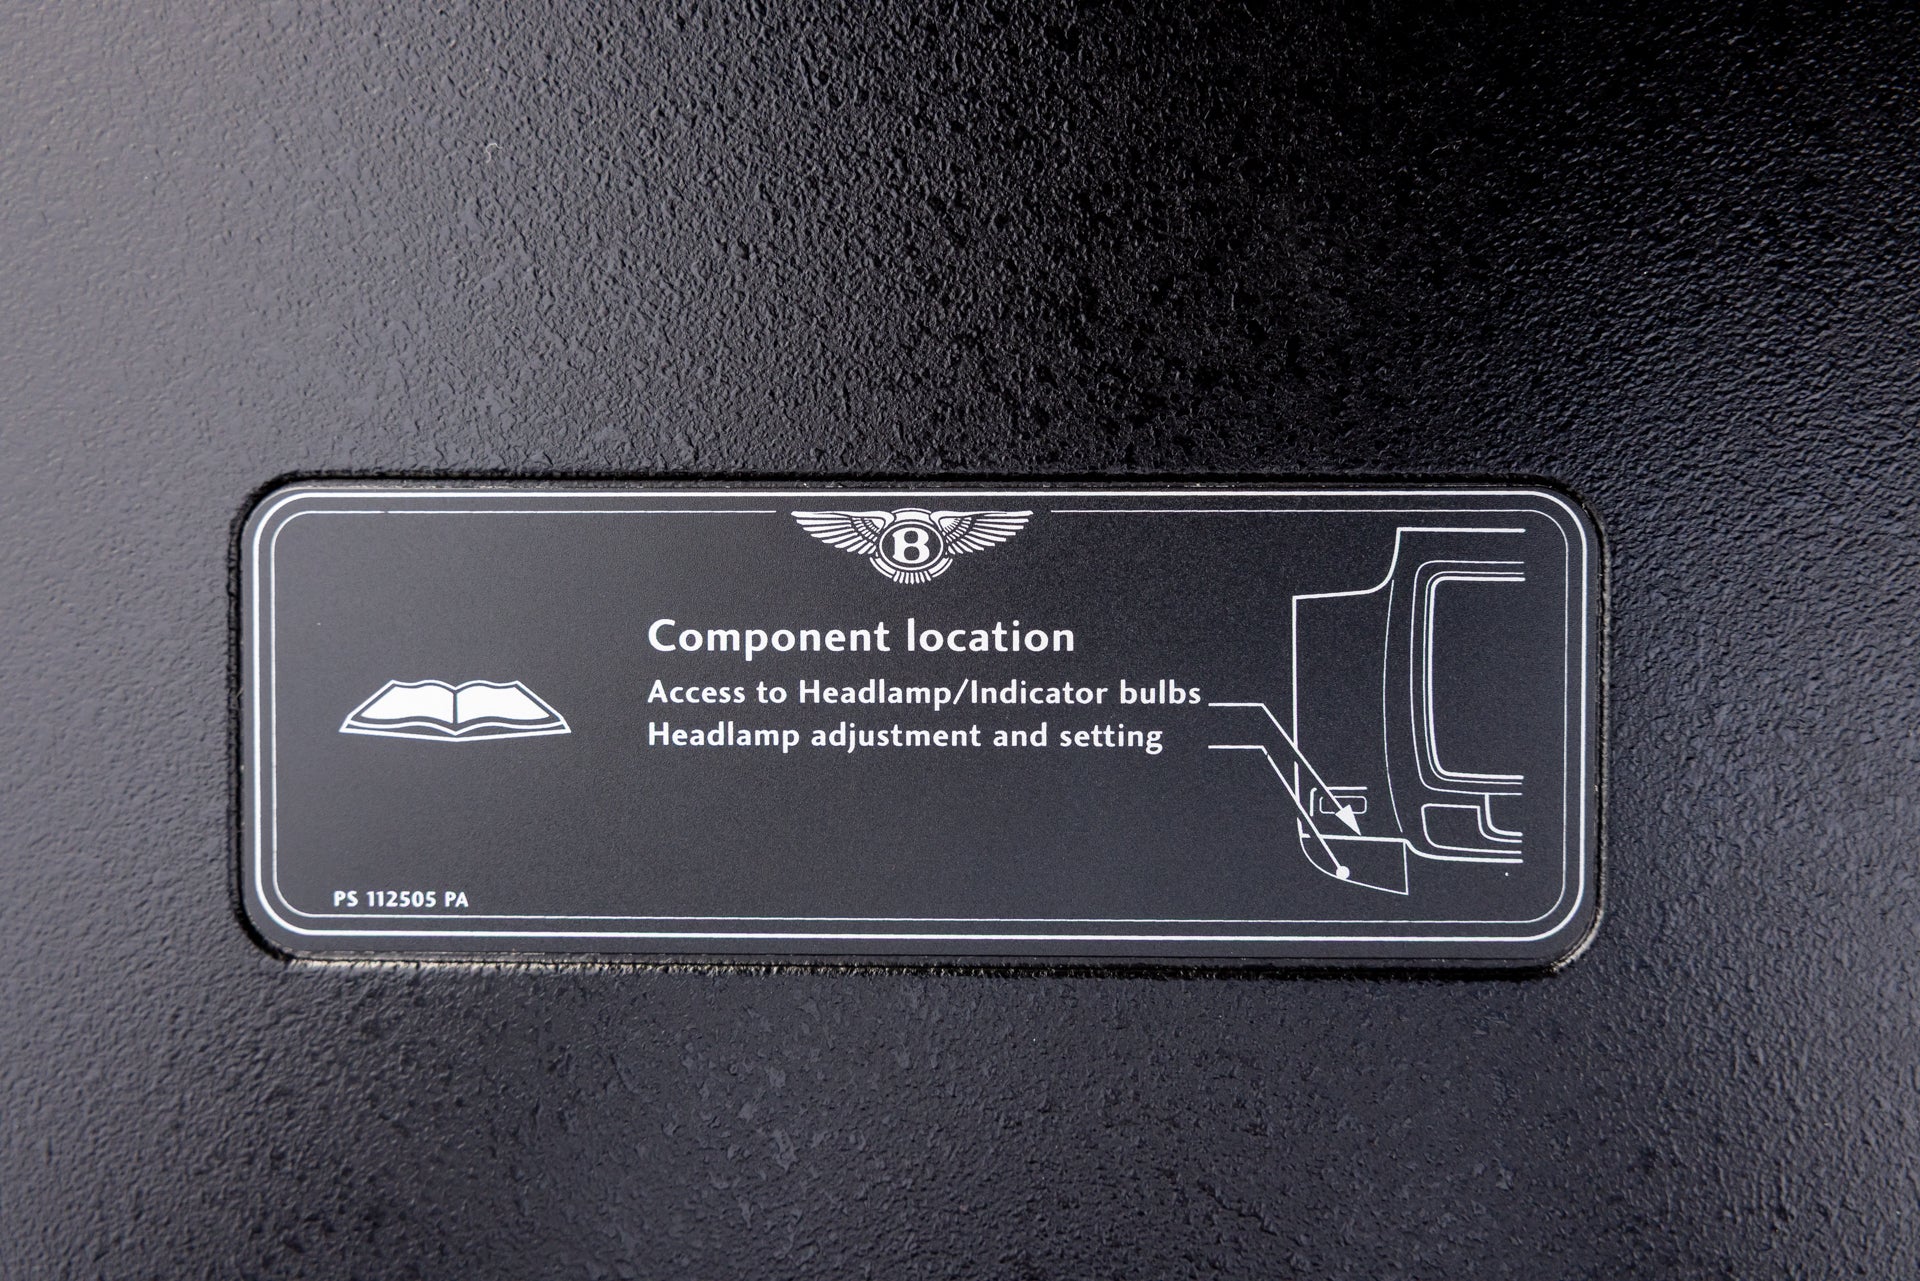 B
Component location
Access to Headlamp/Indicator bulbs
Headlamp adjustment and setting
PS 112505 PA